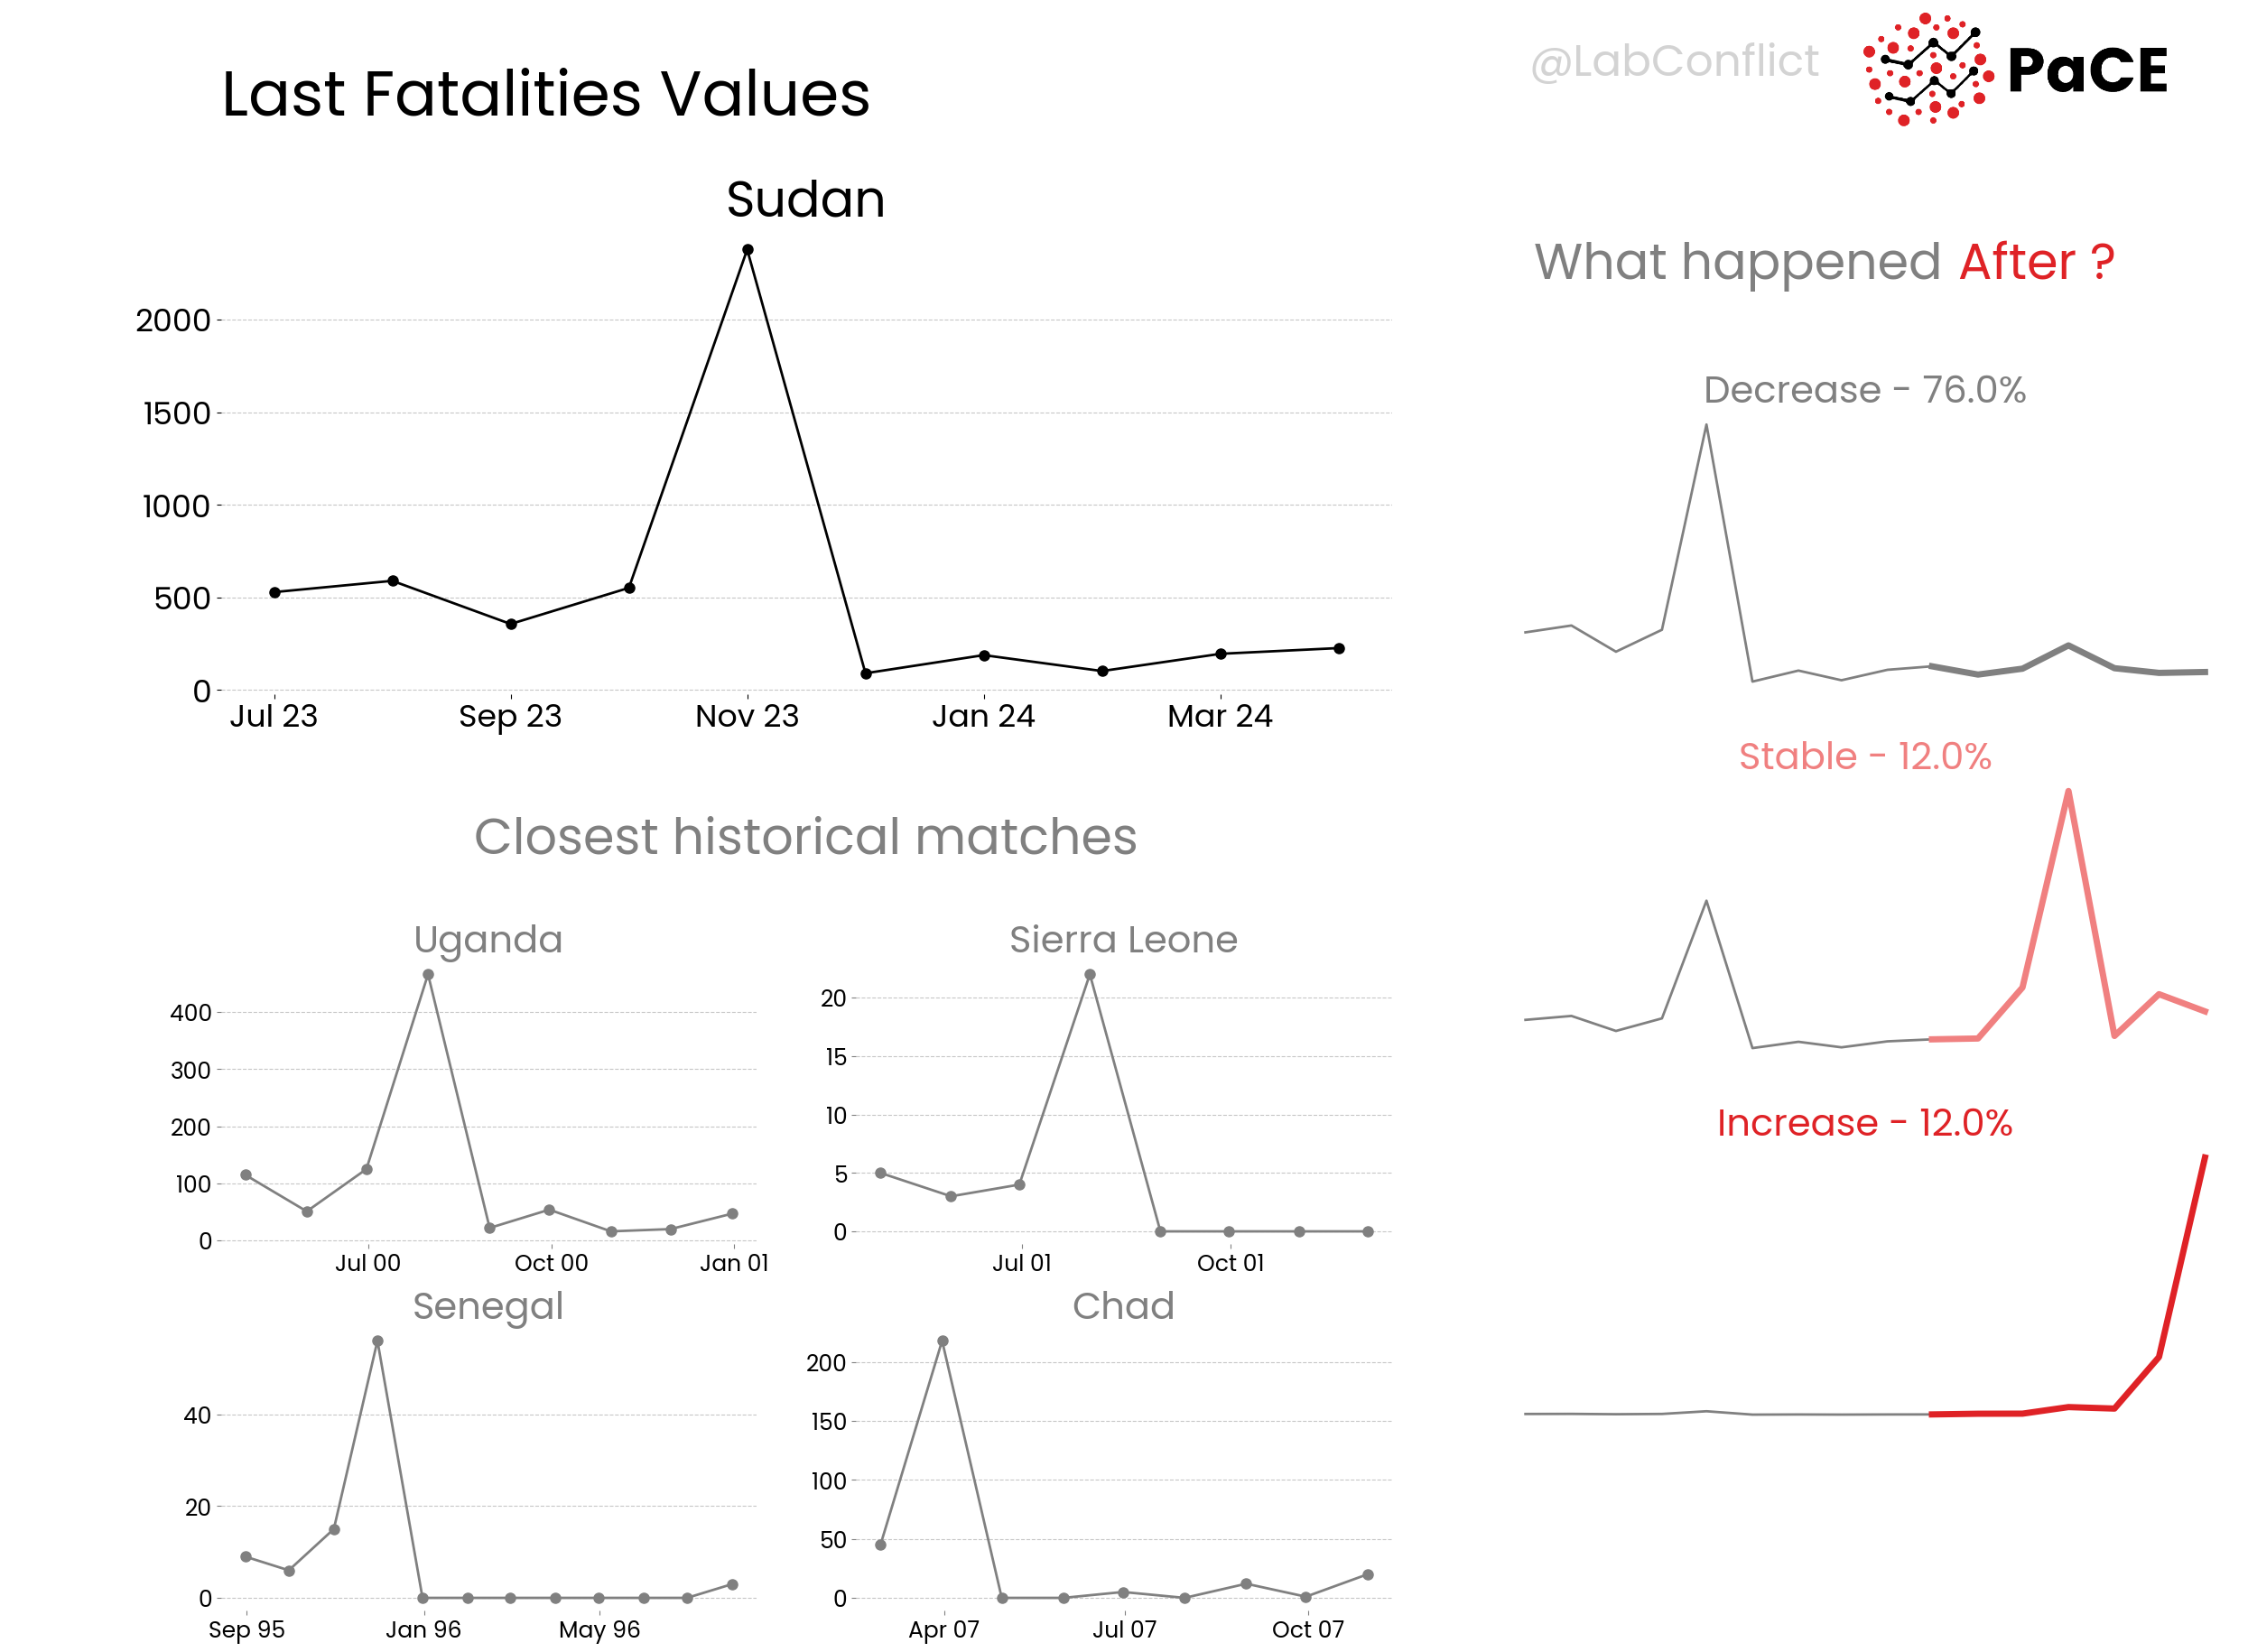 @LabConflict
PaCE
Last Fatalities Values
Sudan
2000
1500
1000
500
0
Jul 23 Sep 23 Nov 23 Jan 24 Mar 24
Closest historical matches
Uganda
400
300
200
100
0
Jul 00 Oct 00 Jan 01
Sierra Leone
20
15
10
5
0
Jul 01 Oct 01
Senegal
40
20
0
Sep 95 Jan 96 May 96
Chad
200
150
100
50
0
Apr 07 Jul 07 Oct 07
What happened After ?
Decrease - 76.0%
Stable - 12.0%
Increase - 12.0%